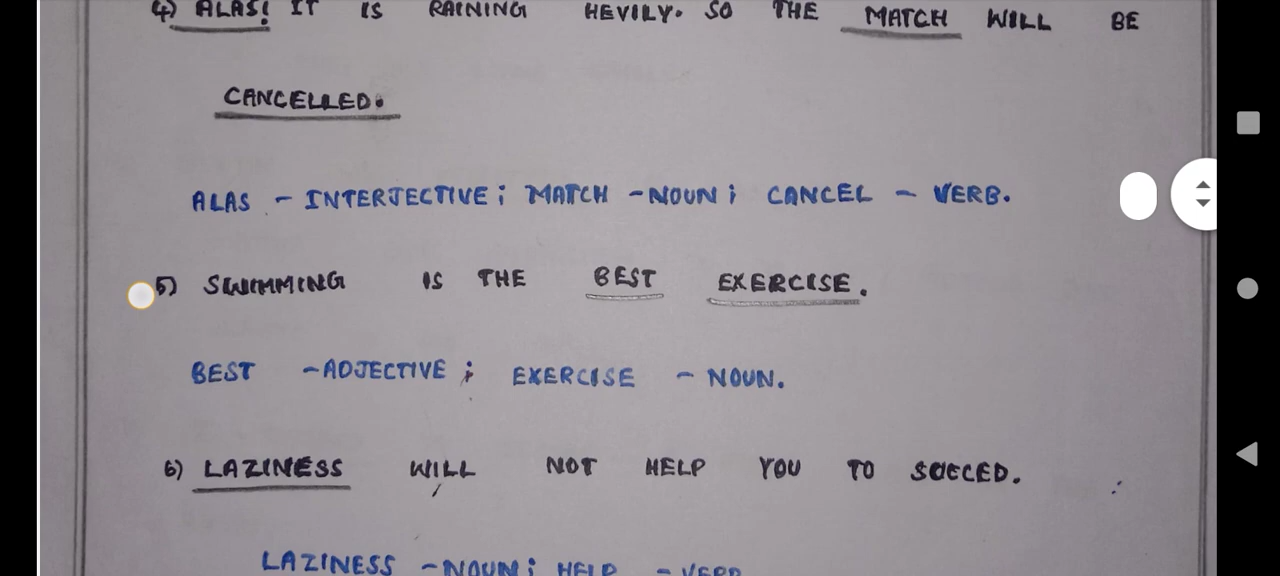 4) ALAS! IT IS RAINING HEVILY. SO THE MATCH WILL BE
CANCELLED.
ALAS - INTERJECTIVE; MATCH - NOUN; CANCEL - VERB.
5) SWIMMING IS THE BEST EXERCISE.
BEST - ADJECTIVE; EXERCISE - NOUN.
6) LAZINESS WILL NOT HELP YOU TO SUCCED.
LAZINESS - NOUN; HELP - VERB